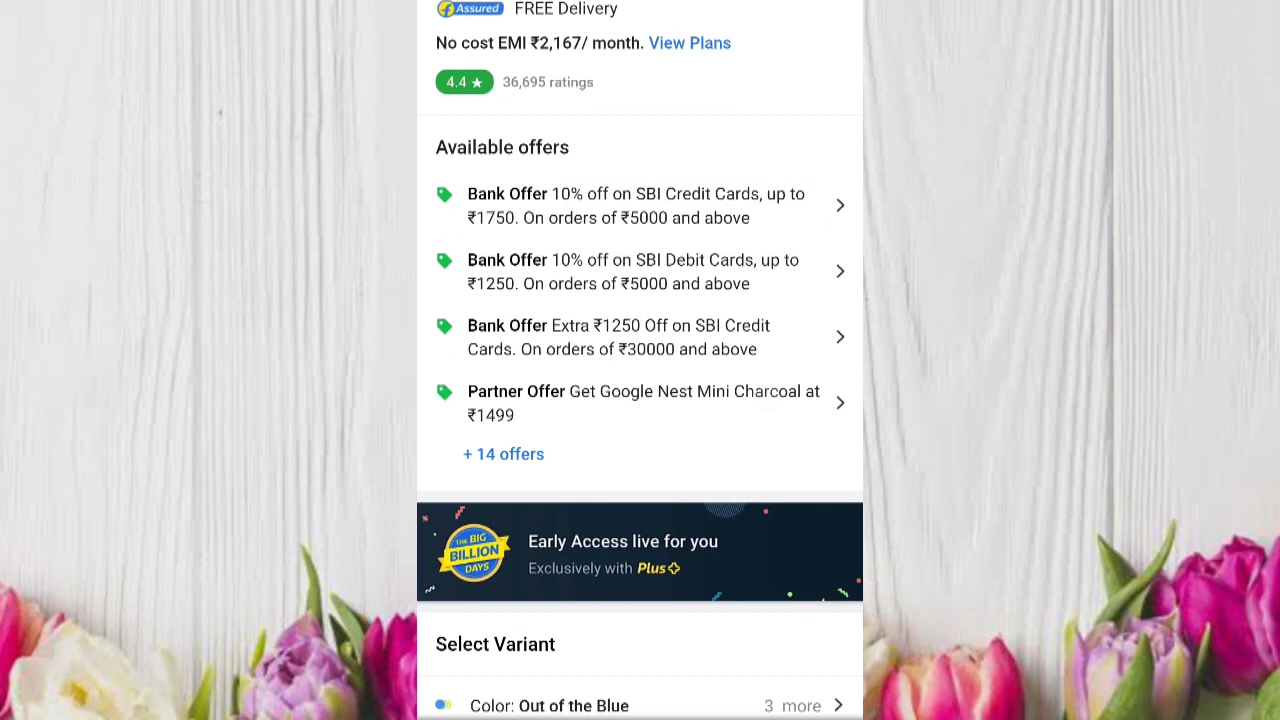 Assured FREE Delivery
No cost EMI ₹2,167/ month. View Plans
4.4 ★ 36,695 ratings
Available offers
Bank Offer 10% off on SBI Credit Cards, up to
₹1750. On orders of ₹5000 and above
Bank Offer 10% off on SBI Debit Cards, up to
₹1250. On orders of ₹5000 and above
Bank Offer Extra ₹1250 Off on SBI Credit
Cards. On orders of ₹30000 and above
Partner Offer Get Google Nest Mini Charcoal at
₹1499
+ 14 offers
THE BIG
BILLION
DAYS
Early Access live for you
Exclusively with Plus
Select Variant
Color: Out of the Blue 3 more